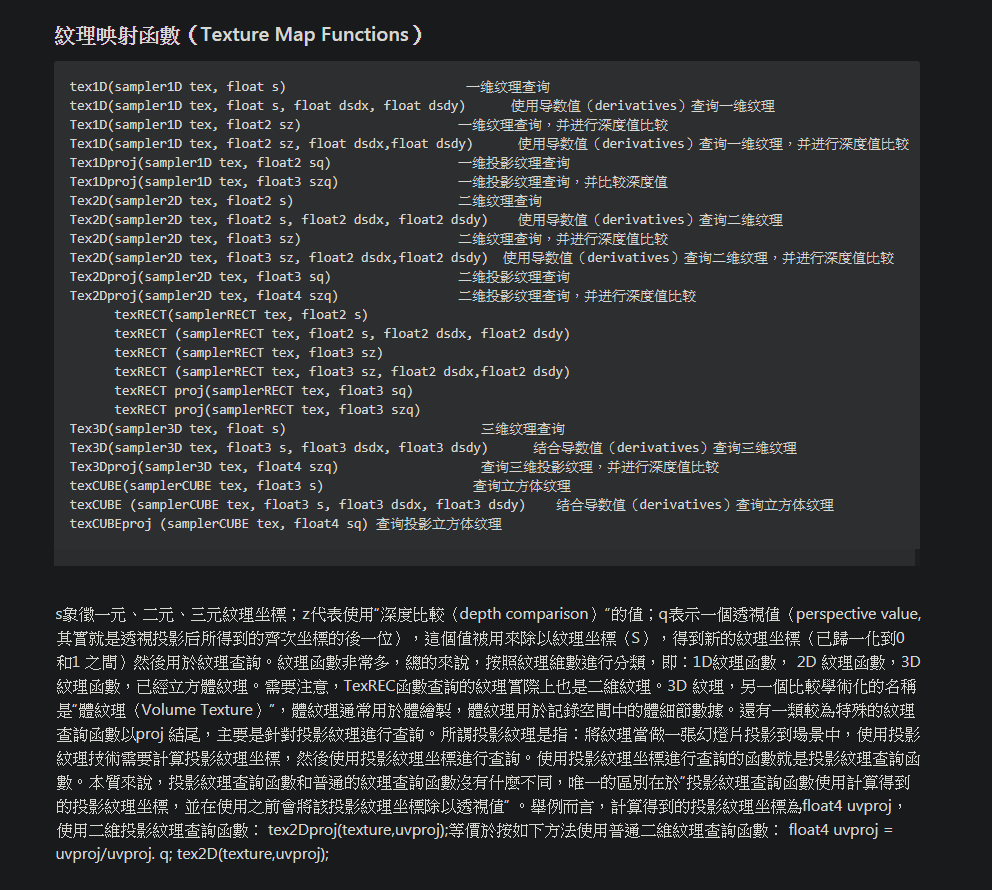 紋理映射函數（Texture Map Functions）
tex1D(sampler1D tex, float s) 一维纹理查询
tex1D(sampler1D tex, float s, float dsdx, float dsdy) 使用导数值（derivatives）查询一维纹理
Tex1D(sampler1D tex, float2 sz) 一维纹理查询，并进行深度值比较
Tex1D(sampler1D tex, float2 sz, float dsdx,float dsdy) 使用导数值（derivatives）查询一维纹理，并进行深度值比较
Tex1Dproj(sampler1D tex, float2 sq) 一维投影纹理查询
Tex1Dproj(sampler1D tex, float3 szq) 一维投影纹理查询，并比较深度值
Tex2D(sampler2D tex, float2 s) 二维纹理查询
Tex2D(sampler2D tex, float2 s, float2 dsdx, float2 dsdy) 使用导数值（derivatives）查询二维纹理
Tex2D(sampler2D tex, float3 sz) 二维纹理查询，并进行深度值比较
Tex2D(sampler2D tex, float3 sz, float2 dsdx,float2 dsdy) 使用导数值（derivatives）查询二维纹理，并进行深度值比较
Tex2Dproj(sampler2D tex, float3 sq) 二维投影纹理查询
Tex2Dproj(sampler2D tex, float4 szq) 二维投影纹理查询，并进行深度值比较
texRECT(samplerRECT tex, float2 s)
texRECT (samplerRECT tex, float2 s, float2 dsdx, float2 dsdy)
texRECT (samplerRECT tex, float3 sz)
texRECT (samplerRECT tex, float3 sz, float2 dsdx,float2 dsdy)
texRECT proj(samplerRECT tex, float3 sq)
texRECT proj(samplerRECT tex, float3 szq)
Tex3D(sampler3D tex, float s) 三维纹理查询
Tex3D(sampler3D tex, float3 s, float3 dsdx, float3 dsdy) 结合导数值（derivatives）查询三维纹理
Tex3Dproj(sampler3D tex, float4 szq) 查询三维投影纹理，并进行深度值比较
texCUBE(samplerCUBE tex, float3 s) 查询立方体纹理
texCUBE (samplerCUBE tex, float3 s, float3 dsdx, float3 dsdy) 结合导数值（derivatives）查询立方体纹理
texCUBEproj (samplerCUBE tex, float4 sq) 查询投影立方体纹理
s象徵一元、二元、三元紋理坐標；z代表使用"深度比較（depth comparison）"的值；q表示一個透視值（perspective value,
其實就是透視投影后所得到的齊次坐標的後一位），這個值被用來除以紋理坐標（S），得到新的紋理坐標（已歸一化到0
和1 之間）然後用於紋理查詢。紋理函數非常多，總的來說，按照紋理維數進行分類，即：1D紋理函數， 2D 紋理函數，3D
紋理函數，已經立方體紋理。需要注意，TexREC函數查詢的紋理實際上也是二維紋理。3D 紋理，另一個比較學術化的名稱
是"體紋理（Volume Texture）"，體紋理通常用於體繪製，體紋理用於記錄空間中的體細節數據。還有一類較為特殊的紋理
查詢函數以proj 結尾，主要是針對投影紋理進行查詢。所謂投影紋理是指：將紋理當做一張幻燈片投影到場景中，使用投影
紋理技術需要計算投影紋理坐標，然後使用投影紋理坐標進行查詢。使用投影紋理坐標進行查詢的函數就是投影紋理查詢函
數。本質來說，投影紋理查詢函數和普通的紋理查詢函數沒有什麼不同，唯一的區別在於"投影紋理查詢函數使用計算得到
的投影紋理坐標，並在使用之前會將該投影紋理坐標除以透視值"。舉例而言，計算得到的投影紋理坐標為float4 uvproj，
使用二維投影紋理查詢函數： tex2Dproj(texture,uvproj);等價於按如下方法使用普通二維紋理查詢函數： float4 uvproj =
uvproj/uvproj. q; tex2D(texture,uvproj);